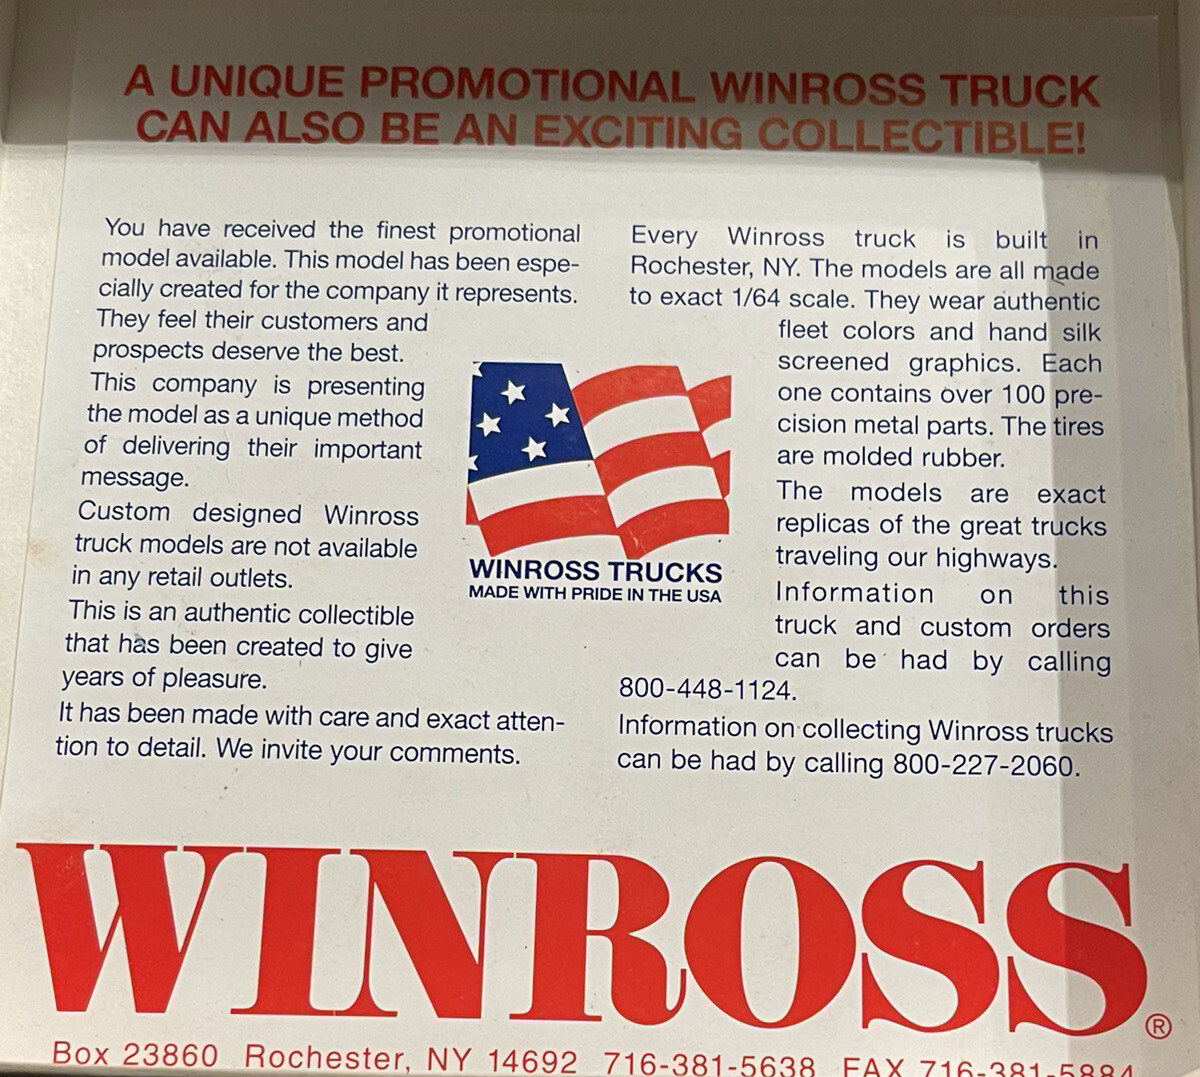 A UNIQUE PROMOTIONAL WINROSS TRUCK
CAN ALSO BE AN EXCITING COLLECTIBLE!
You have received the finest promotional
model available. This model has been espe-
cially created for the company it represents.
They feel their customers and
prospects deserve the best.
This company is presenting
the model as a unique method
of delivering their important
message.
Custom designed Winross
truck models are not available
in any retail outlets.
This is an authentic collectible
that has been created to give
years of pleasure.
It has been made with care and exact atten-
tion to detail. We invite your comments.
WINROSS TRUCKS
MADE WITH PRIDE IN THE USA
Every Winross truck is built in
Rochester, NY. The models are all made
to exact 1/64 scale. They wear authentic
fleet colors and hand silk
screened graphics. Each
one contains over 100 pre-
cision metal parts. The tires
are molded rubber.
The models are exact
replicas of the great trucks
traveling our highways.
Information on this
truck and custom orders
can be had by calling
800-448-1124.
Information on collecting Winross trucks
can be had by calling 800-227-2060.
WINROSS®
Box 23860 Rochester, NY 14692 716-381-5638 FAX 716-381-5884